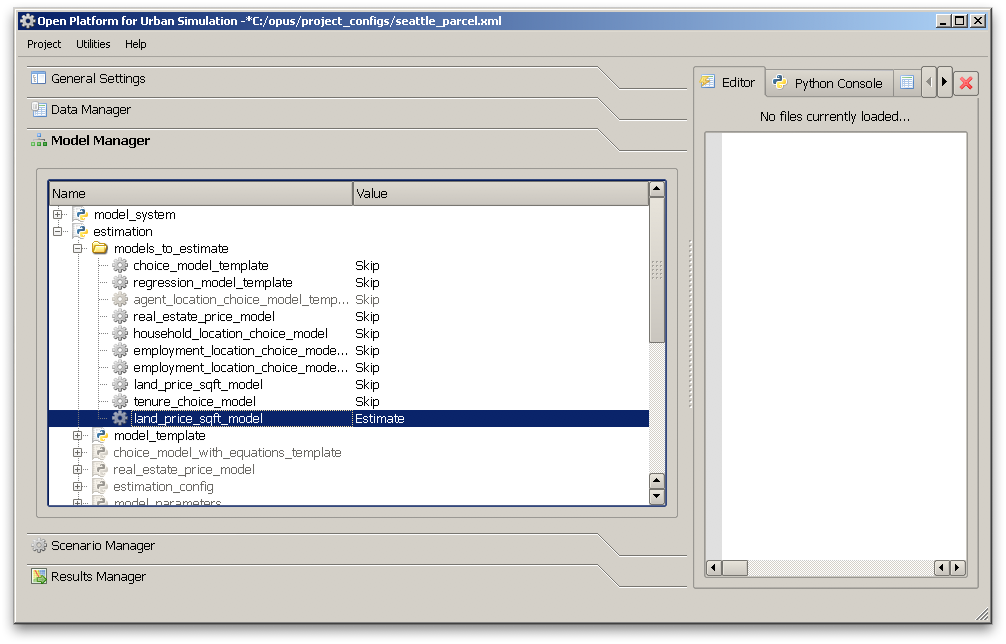 Open Platform for Urban Simulation -*C:/opus/project_configs/seattle_parcel.xml
Project Utilities Help
General Settings
Data Manager
Model Manager
Name Value
model_system
estimation
models_to_estimate
choice_model_template Skip
regression_model_template Skip
agent_location_choice_model_temp... Skip
real_estate_price_model Skip
household_location_choice_model Skip
employment_location_choice_mode... Skip
employment_location_choice_mode... Skip
land_price_sqft_model Skip
tenure_choice_model Skip
land_price_sqft_model Estimate
model_template
choice_model_with_equations_template
real_estate_price_model
estimation_config
model_parameters
Scenario Manager
Results Manager
Editor Python Console
No files currently loaded...